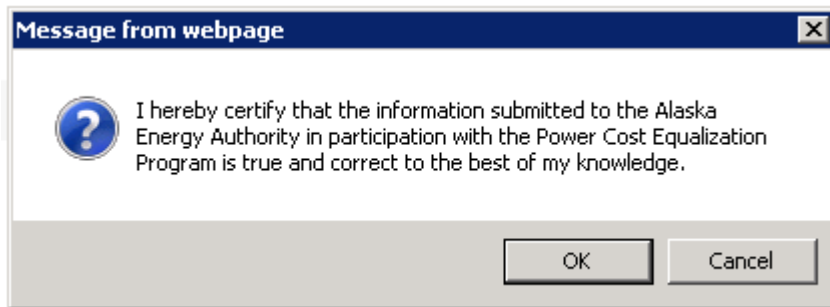 Message from webpage
I hereby certify that the information submitted to the Alaska
Energy Authority in participation with the Power Cost Equalization
Program is true and correct to the best of my knowledge.
OK Cancel